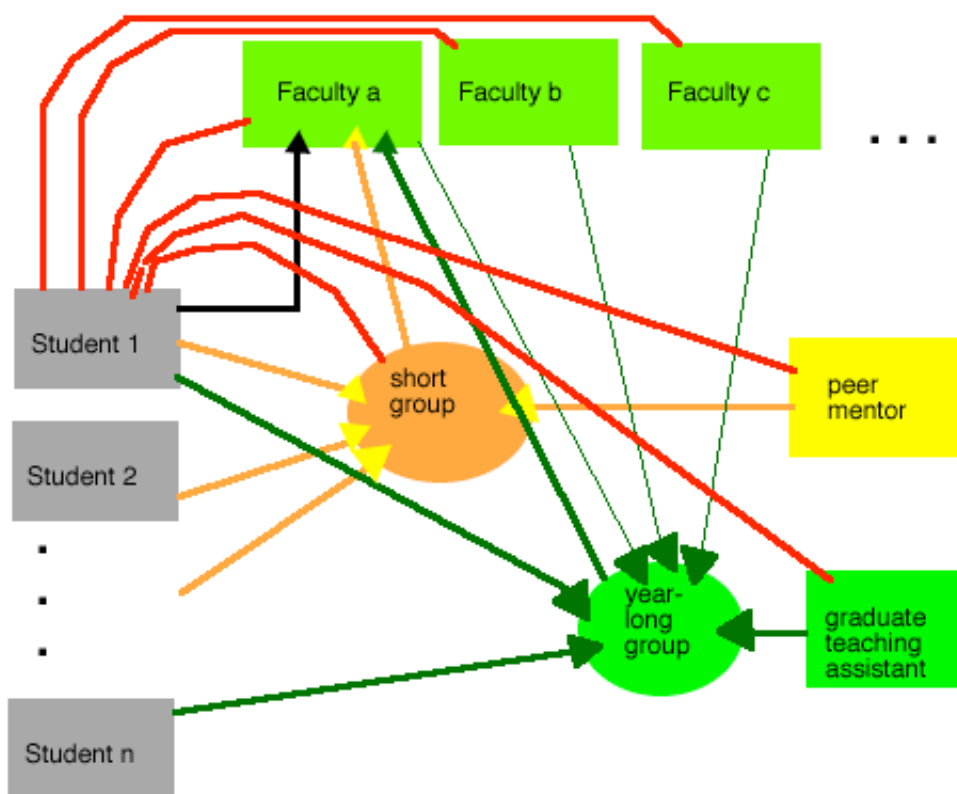 Faculty a
Faculty b
Faculty c
. . .
Student 1
short
group
peer
mentor
Student 2
.
.
.
year-
long
group
graduate
teaching
assistant
Student n